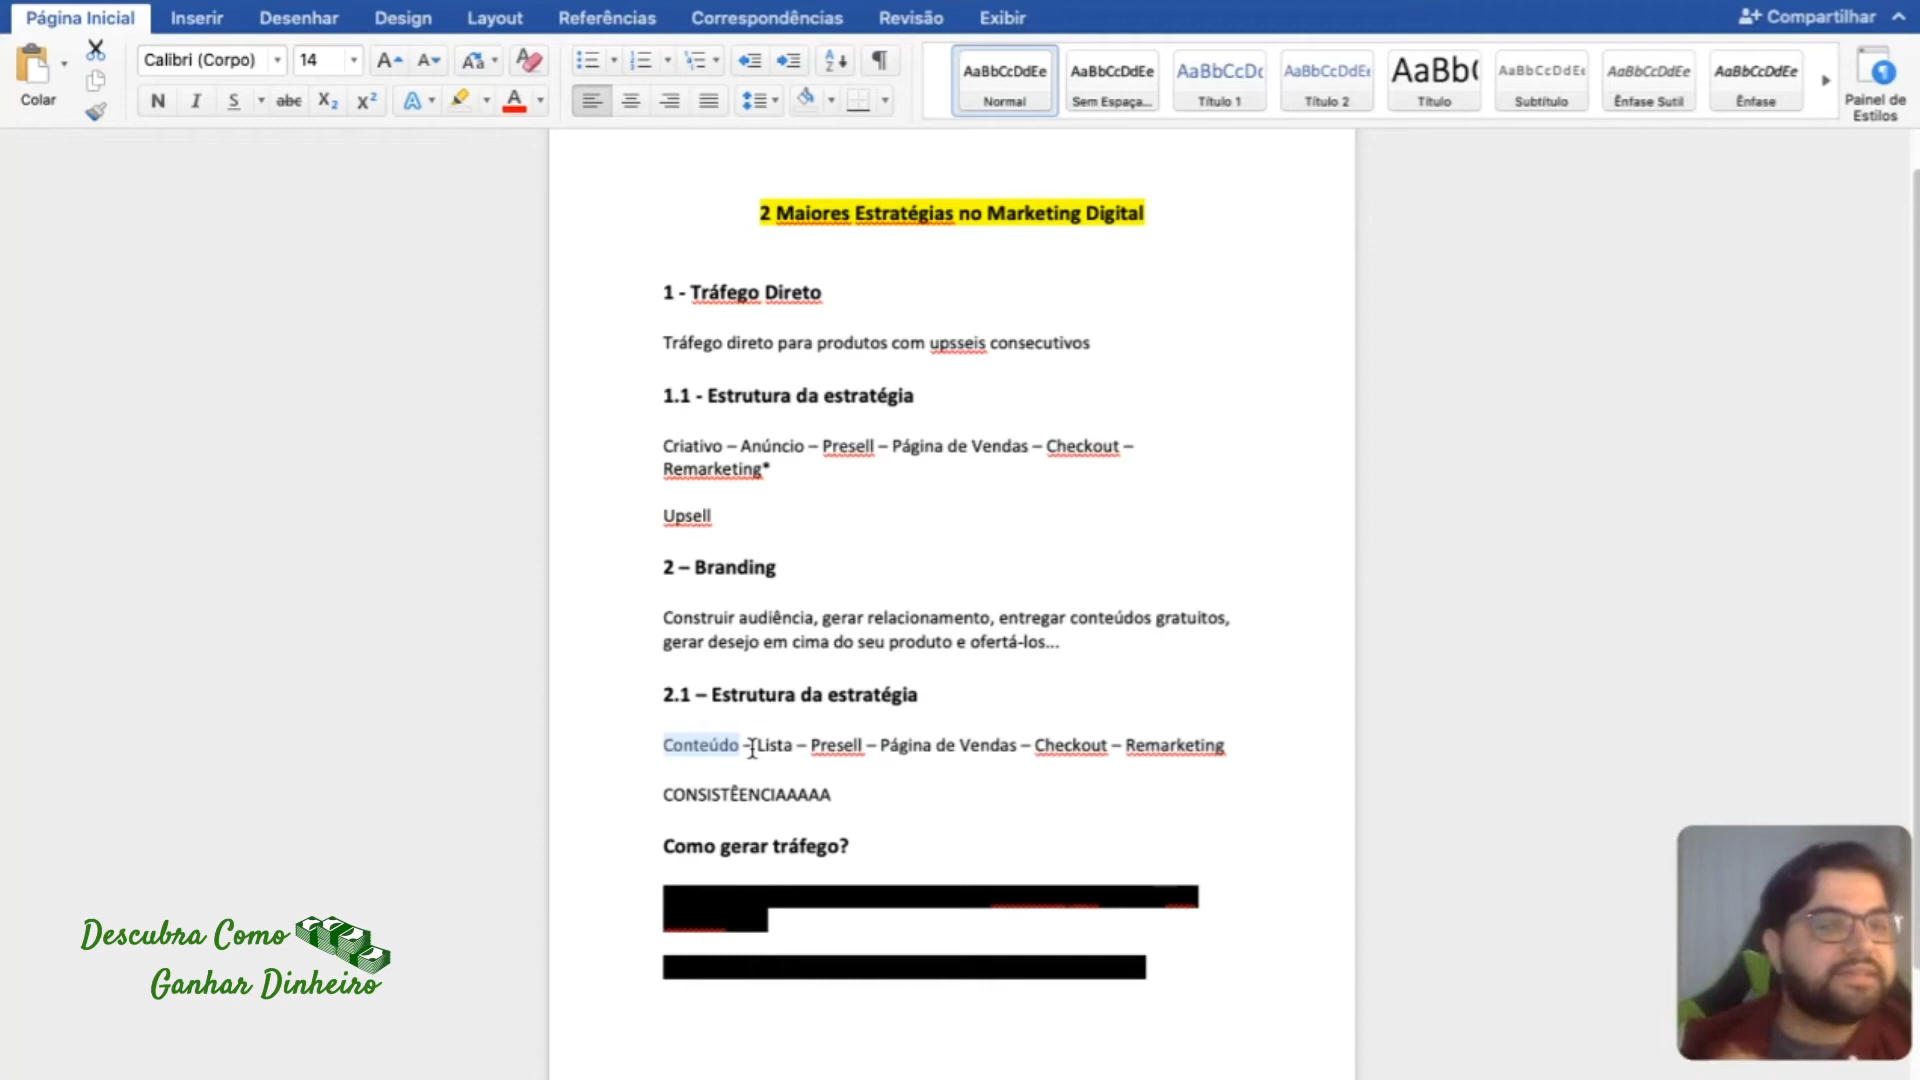 Página Inicial Inserir Desenhar Design Layout Referências Correspondências Revisão Exibir Compartilhar
Colar
Calibri (Corpo) 14
N I S abc X₂ X² A A
AaBbCcDdEe AaBbCcDdEe AaBbCcDc AaBbCcDdEe AaBb( AaBbCcDdEe AaBbCcDdEe AaBbCcDdEe
Normal Sem Espaça... Título 1 Título 2 Título Subtítulo Ênfase Sutil Ênfase
Painel de
Estilos
2 Maiores Estratégias no Marketing Digital
1 - Tráfego Direto
Tráfego direto para produtos com upsseis consecutivos
1.1 - Estrutura da estratégia
Criativo – Anúncio – Presell – Página de Vendas – Checkout –
Remarketing*
Upsell
2 – Branding
Construir audiência, gerar relacionamento, entregar conteúdos gratuitos,
gerar desejo em cima do seu produto e ofertá-los...
2.1 – Estrutura da estratégia
Conteúdo – Lista – Presell – Página de Vendas – Checkout – Remarketing
CONSISTÊENCIAAAAA
Como gerar tráfego?
Descubra Como
Ganhar Dinheiro